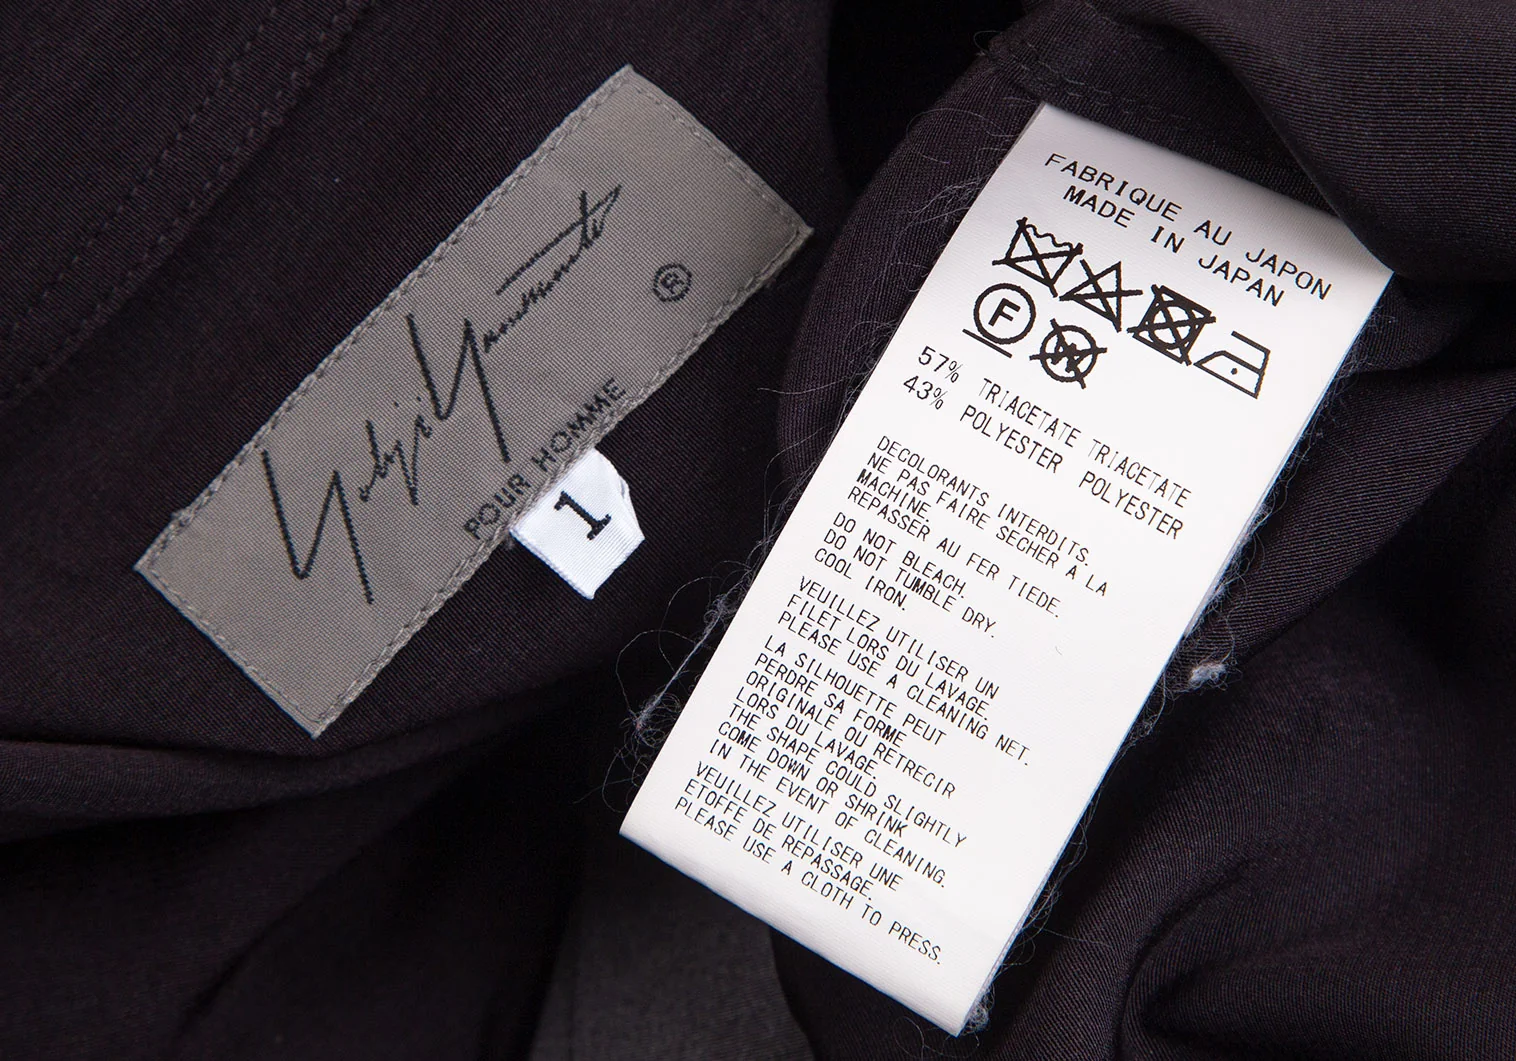 Yohji Yamamoto
®
POUR HOMME
1
FABRIQUE AU JAPON
MADE IN JAPAN
F
W
57% TRIACETATE TRIACETATE
43% POLYESTER POLYESTER
DECOLORANTS INTERDITS.
NE PAS FAIRE SECHER A LA
MACHINE.
REPASSER AU FER TIEDE.
DO NOT BLEACH.
DO NOT TUMBLE DRY.
COOL IRON.
VEUILLEZ UTILISER UN
FILET LORS DU LAVAGE.
PLEASE USE A CLEANING NET.
LA SILHOUETTE PEUT
PERDRE SA FORME
ORIGINALE OU RETRECIR
LORS DU LAVAGE.
THE SHAPE COULD SLIGHTLY
COME DOWN OR SHRINK
IN THE EVENT OF CLEANING.
VEUILLEZ UTILISER UNE
ETOFFE DE REPASSAGE.
PLEASE USE A CLOTH TO PRESS.